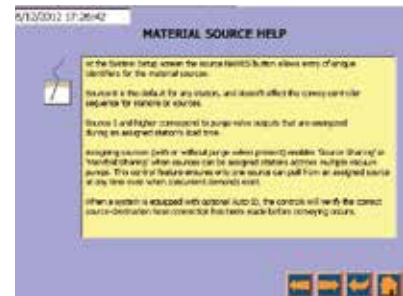 5/12/2012 17:26:42
MATERIAL SOURCE HELP
At the System Setup screen the source NAMES Button allows entry of unique
identifiers for the material sources.
Source 0 is the default for any station, and doesn't effect the convey controller
sequence for stations or sources.
Source 1 and higher correspond to purge valve outputs that are energized
during an assigned station's load time.
Assigning sources (with or without purge valves present) enables 'Source Sharing' or
'Manifold Sharing' when sources can be assigned stations across multiple vacuum
pumps. This control feature ensures only one source can pull from an assigned source
at any time even when concurrent demands exist.
When a system is equipped with optional Auto ID, the controls will verify the correct
source-destination hose connection has been made before conveying occurs.